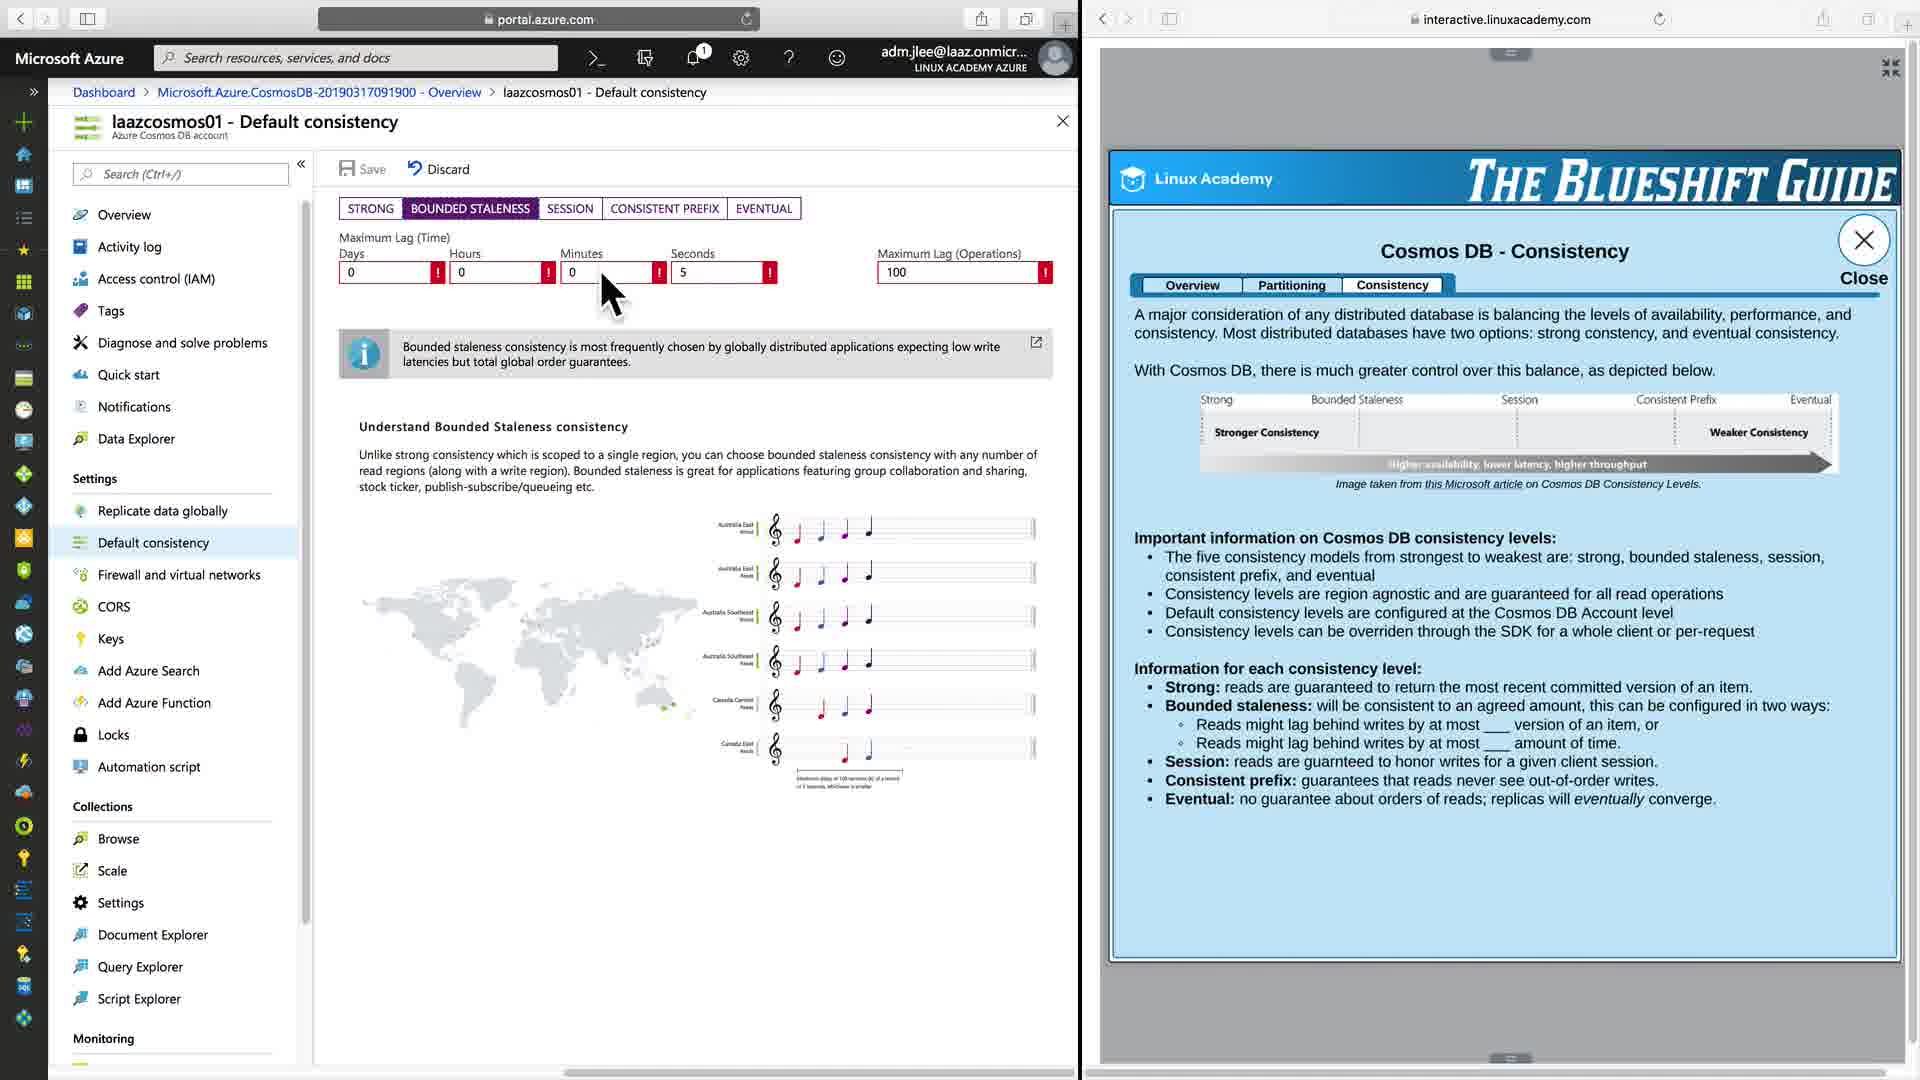 portal.azure.com
Microsoft Azure
Search resources, services, and docs
1
adm.jlee@laaz.onmicr...
LINUX ACADEMY AZURE
Dashboard > Microsoft.Azure.CosmosDB-20190317091900 - Overview > laazcosmos01 - Default consistency
laazcosmos01 - Default consistency
Azure Cosmos DB account
Search (Ctrl+/)
Overview
Activity log
Access control (IAM)
Tags
Diagnose and solve problems
Quick start
Notifications
Data Explorer
Settings
Replicate data globally
Default consistency
Firewall and virtual networks
CORS
Keys
Add Azure Search
Add Azure Function
Locks
Automation script
Collections
Browse
Scale
Settings
Document Explorer
Query Explorer
Script Explorer
Monitoring
Save Discard
STRONG BOUNDED STALENESS SESSION CONSISTENT PREFIX EVENTUAL
Maximum Lag (Time)
Days Hours Minutes Seconds Maximum Lag (Operations)
0 ! 0 ! 0 ! 5 ! 100 !
Bounded staleness consistency is most frequently chosen by globally distributed applications expecting low write
latencies but total global order guarantees.
Understand Bounded Staleness consistency
Unlike strong consistency which is scoped to a single region, you can choose bounded staleness consistency with any number of
read regions (along with a write region). Bounded staleness is great for applications featuring group collaboration and sharing,
stock ticker, publish-subscribe/queueing etc.
Australia East
Australia East
Reads
Australia Southeast
Australia Southeast
Reads
Canada Central
Reads
Canada East
Reads
interactive.linuxacademy.com
Linux Academy
THE BLUESHIFT GUIDE
Cosmos DB - Consistency
Close
Overview Partitioning Consistency
A major consideration of any distributed database is balancing the levels of availability, performance, and
consistency. Most distributed databases have two options: strong constency, and eventual consistency.
With Cosmos DB, there is much greater control over this balance, as depicted below.
Strong Bounded Staleness Session Consistent Prefix Eventual
Stronger Consistency Weaker Consistency
Higher availability, lower latency, higher throughput
Image taken from this Microsoft article on Cosmos DB Consistency Levels.
Important information on Cosmos DB consistency levels:
• The five consistency models from strongest to weakest are: strong, bounded staleness, session,
consistent prefix, and eventual
• Consistency levels are region agnostic and are guaranteed for all read operations
• Default consistency levels are configured at the Cosmos DB Account level
• Consistency levels can be overriden through the SDK for a whole client or per-request
Information for each consistency level:
• Strong: reads are guaranteed to return the most recent committed version of an item.
• Bounded staleness: will be consistent to an agreed amount, this can be configured in two ways:
◦ Reads might lag behind writes by at most ___ version of an item, or
◦ Reads might lag behind writes by at most ___ amount of time.
• Session: reads are guarnteed to honor writes for a given client session.
• Consistent prefix: guarantees that reads never see out-of-order writes.
• Eventual: no guarantee about orders of reads; replicas will eventually converge.